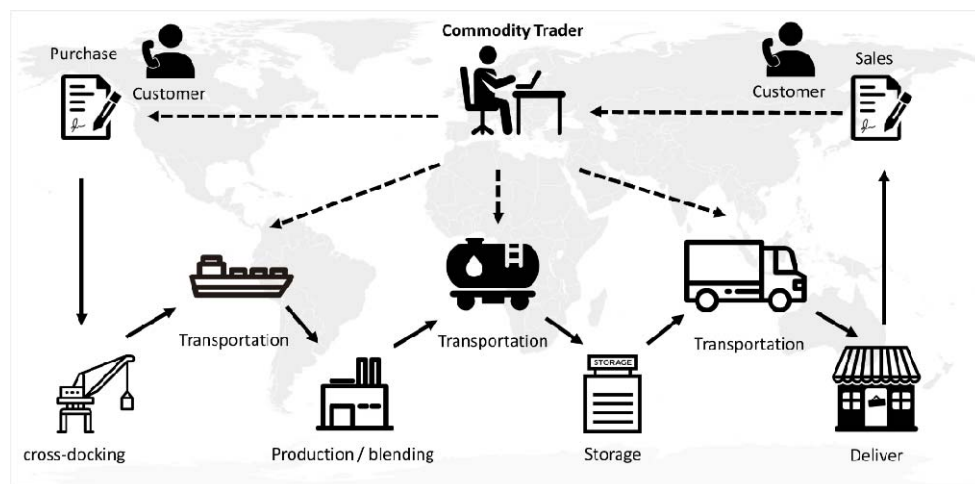 Commodity Trader
Purchase
Customer
Customer
Sales
Transportation
Transportation
Transportation
STORAGE
cross-docking
Production / blending
Storage
Deliver